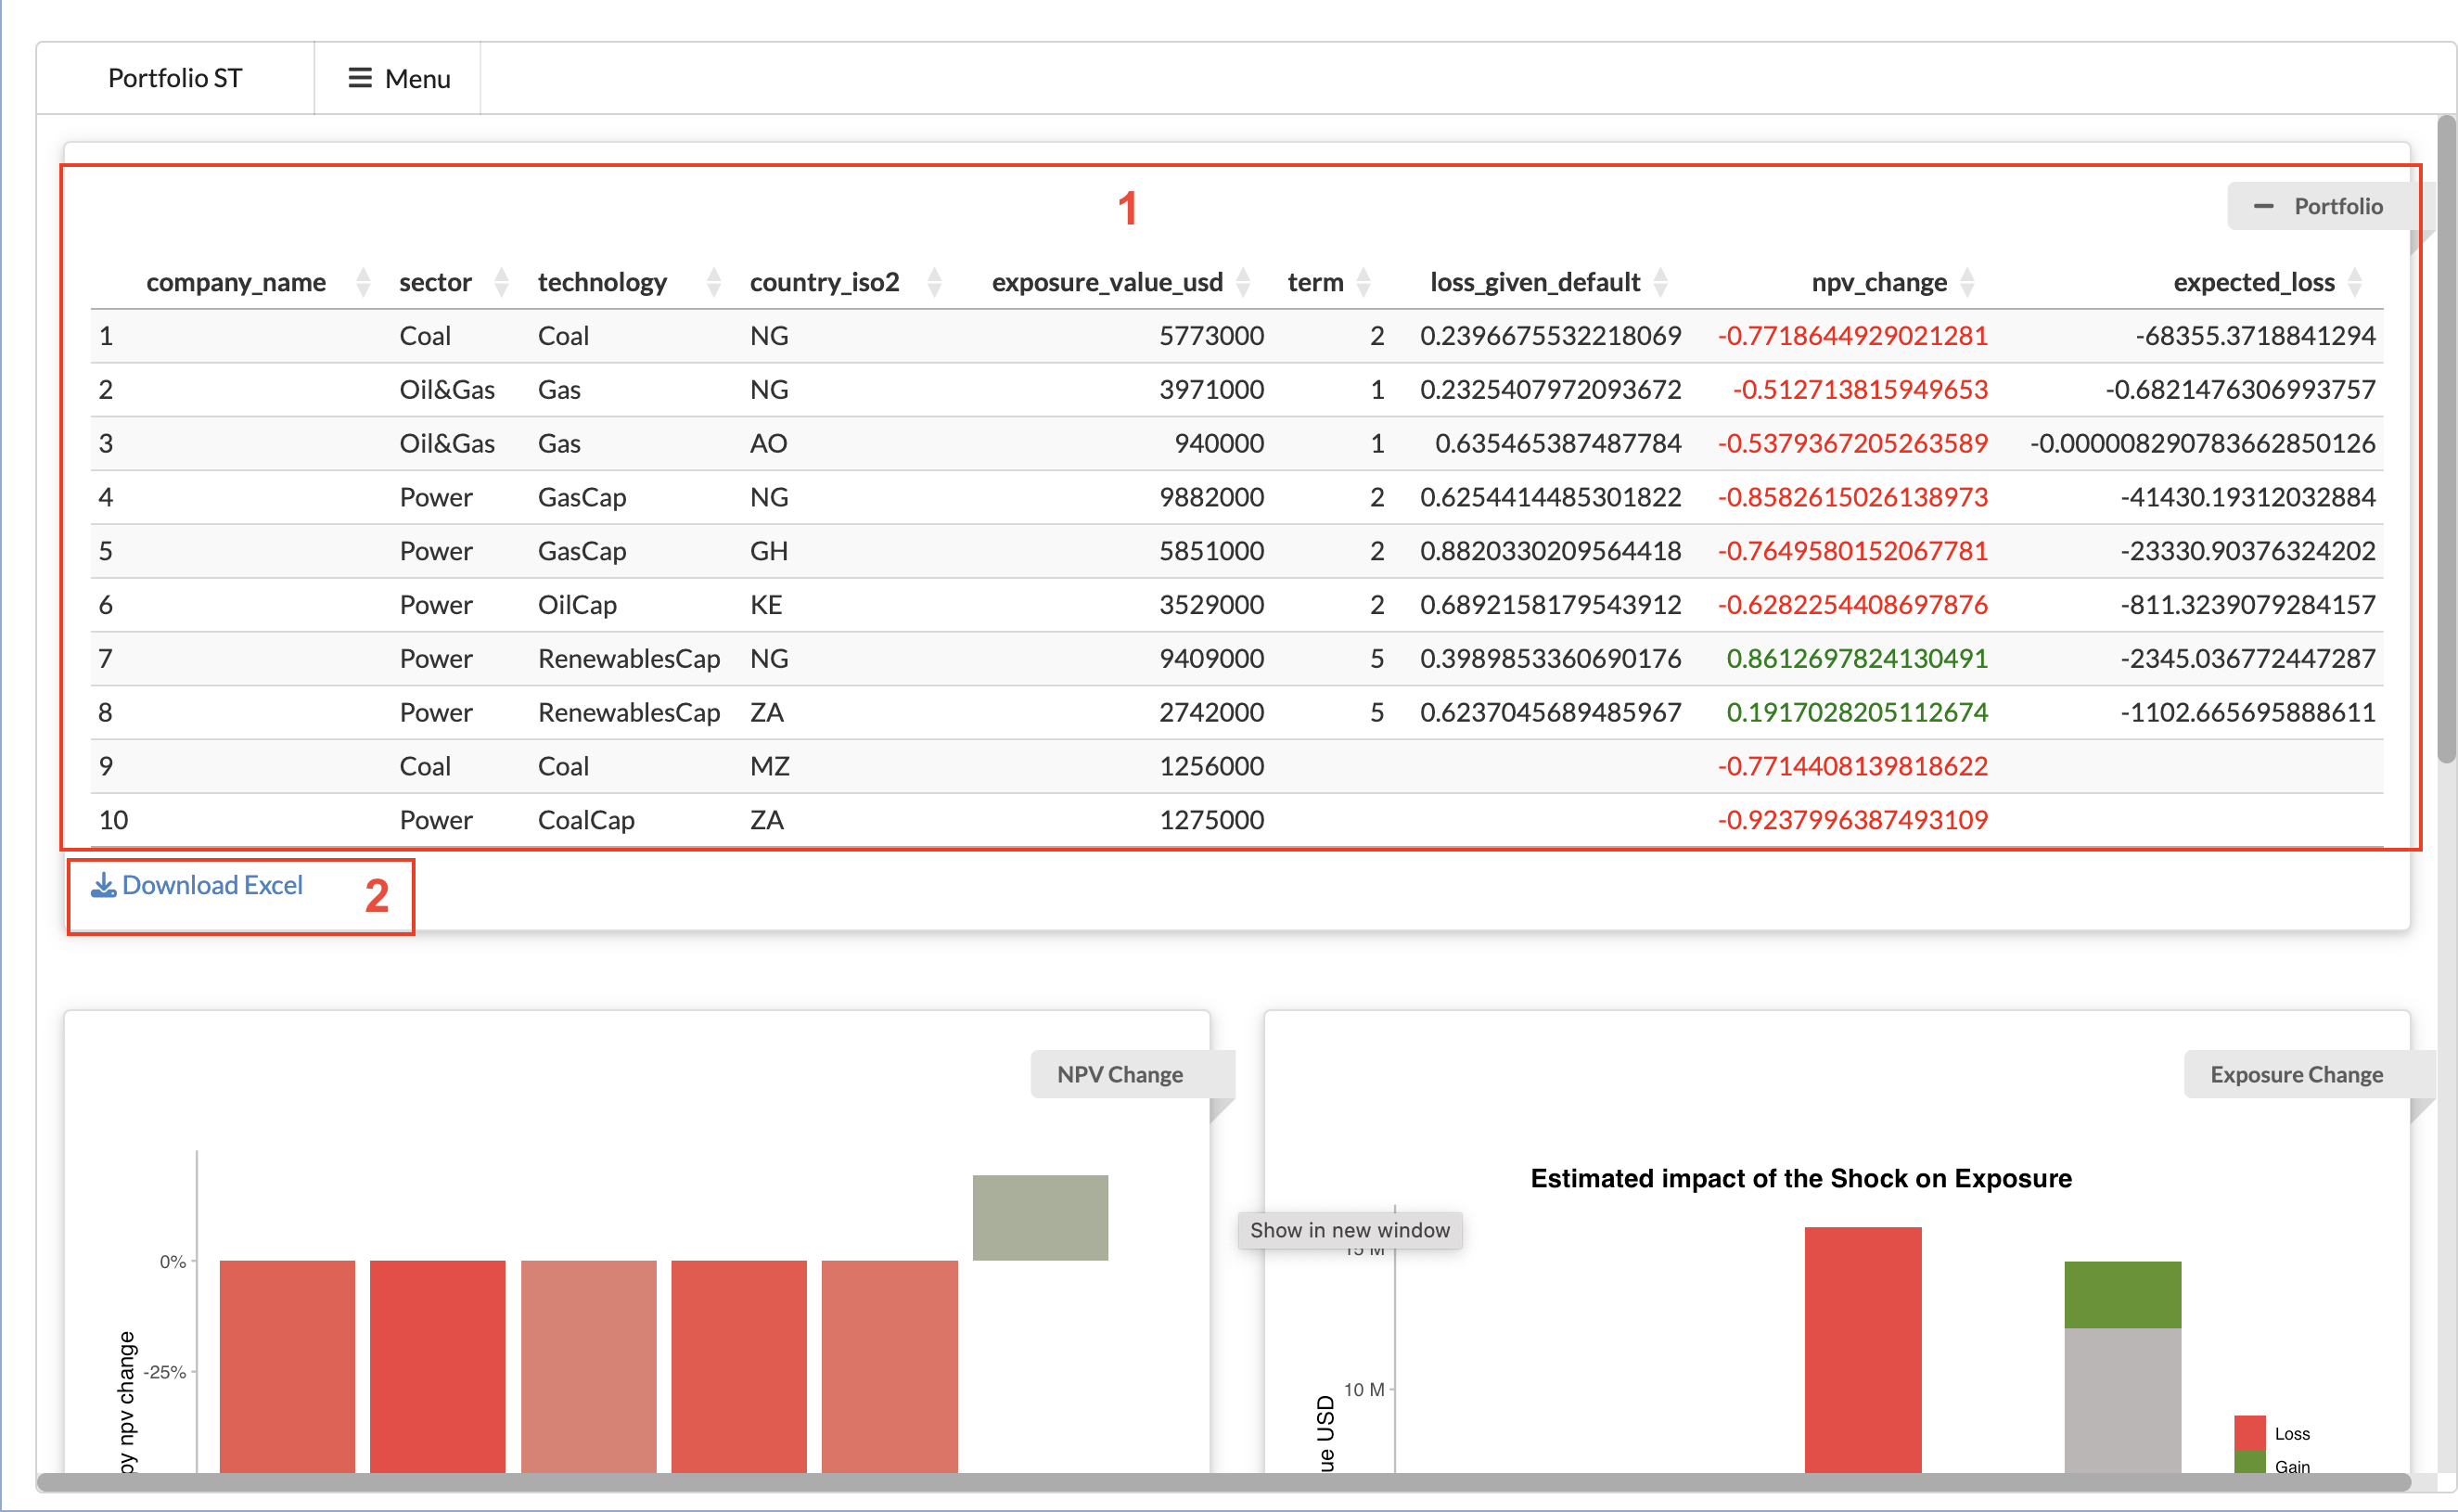 Portfolio ST Menu
1
Portfolio
company_name sector technology country_iso2 exposure_value_usd term loss_given_default npv_change expected_loss
1 Coal Coal NG 5773000 2 0.2396675532218069 -0.7718644929021281 -68355.3718841294
2 Oil&Gas Gas NG 3971000 1 0.2325407972093672 -0.512713815949653 -0.6821476306993757
3 Oil&Gas Gas AO 940000 1 0.635465387487784 -0.5379367205263589 -0.000008290783662850126
4 Power GasCap NG 9882000 2 0.6254414485301822 -0.8582615026138973 -41430.19312032884
5 Power GasCap GH 5851000 2 0.8820330209564418 -0.7649580152067781 -23330.90376324202
6 Power OilCap KE 3529000 2 0.6892158179543912 -0.6282254408697876 -811.3239079284157
7 Power RenewablesCap NG 9409000 5 0.3989853360690176 0.8612697824130491 -2345.036772447287
8 Power RenewablesCap ZA 2742000 5 0.6237045689485967 0.1917028205112674 -1102.665695888611
9 Coal Coal MZ 1256000 -0.7714408139818622
10 Power CoalCap ZA 1275000 -0.9237996387493109
Download Excel 2
NPV Change
0%
-25%
npv change
Exposure Change
Estimated impact of the Shock on Exposure
Show in new window
15 M
10 M
USD
Loss
Gain